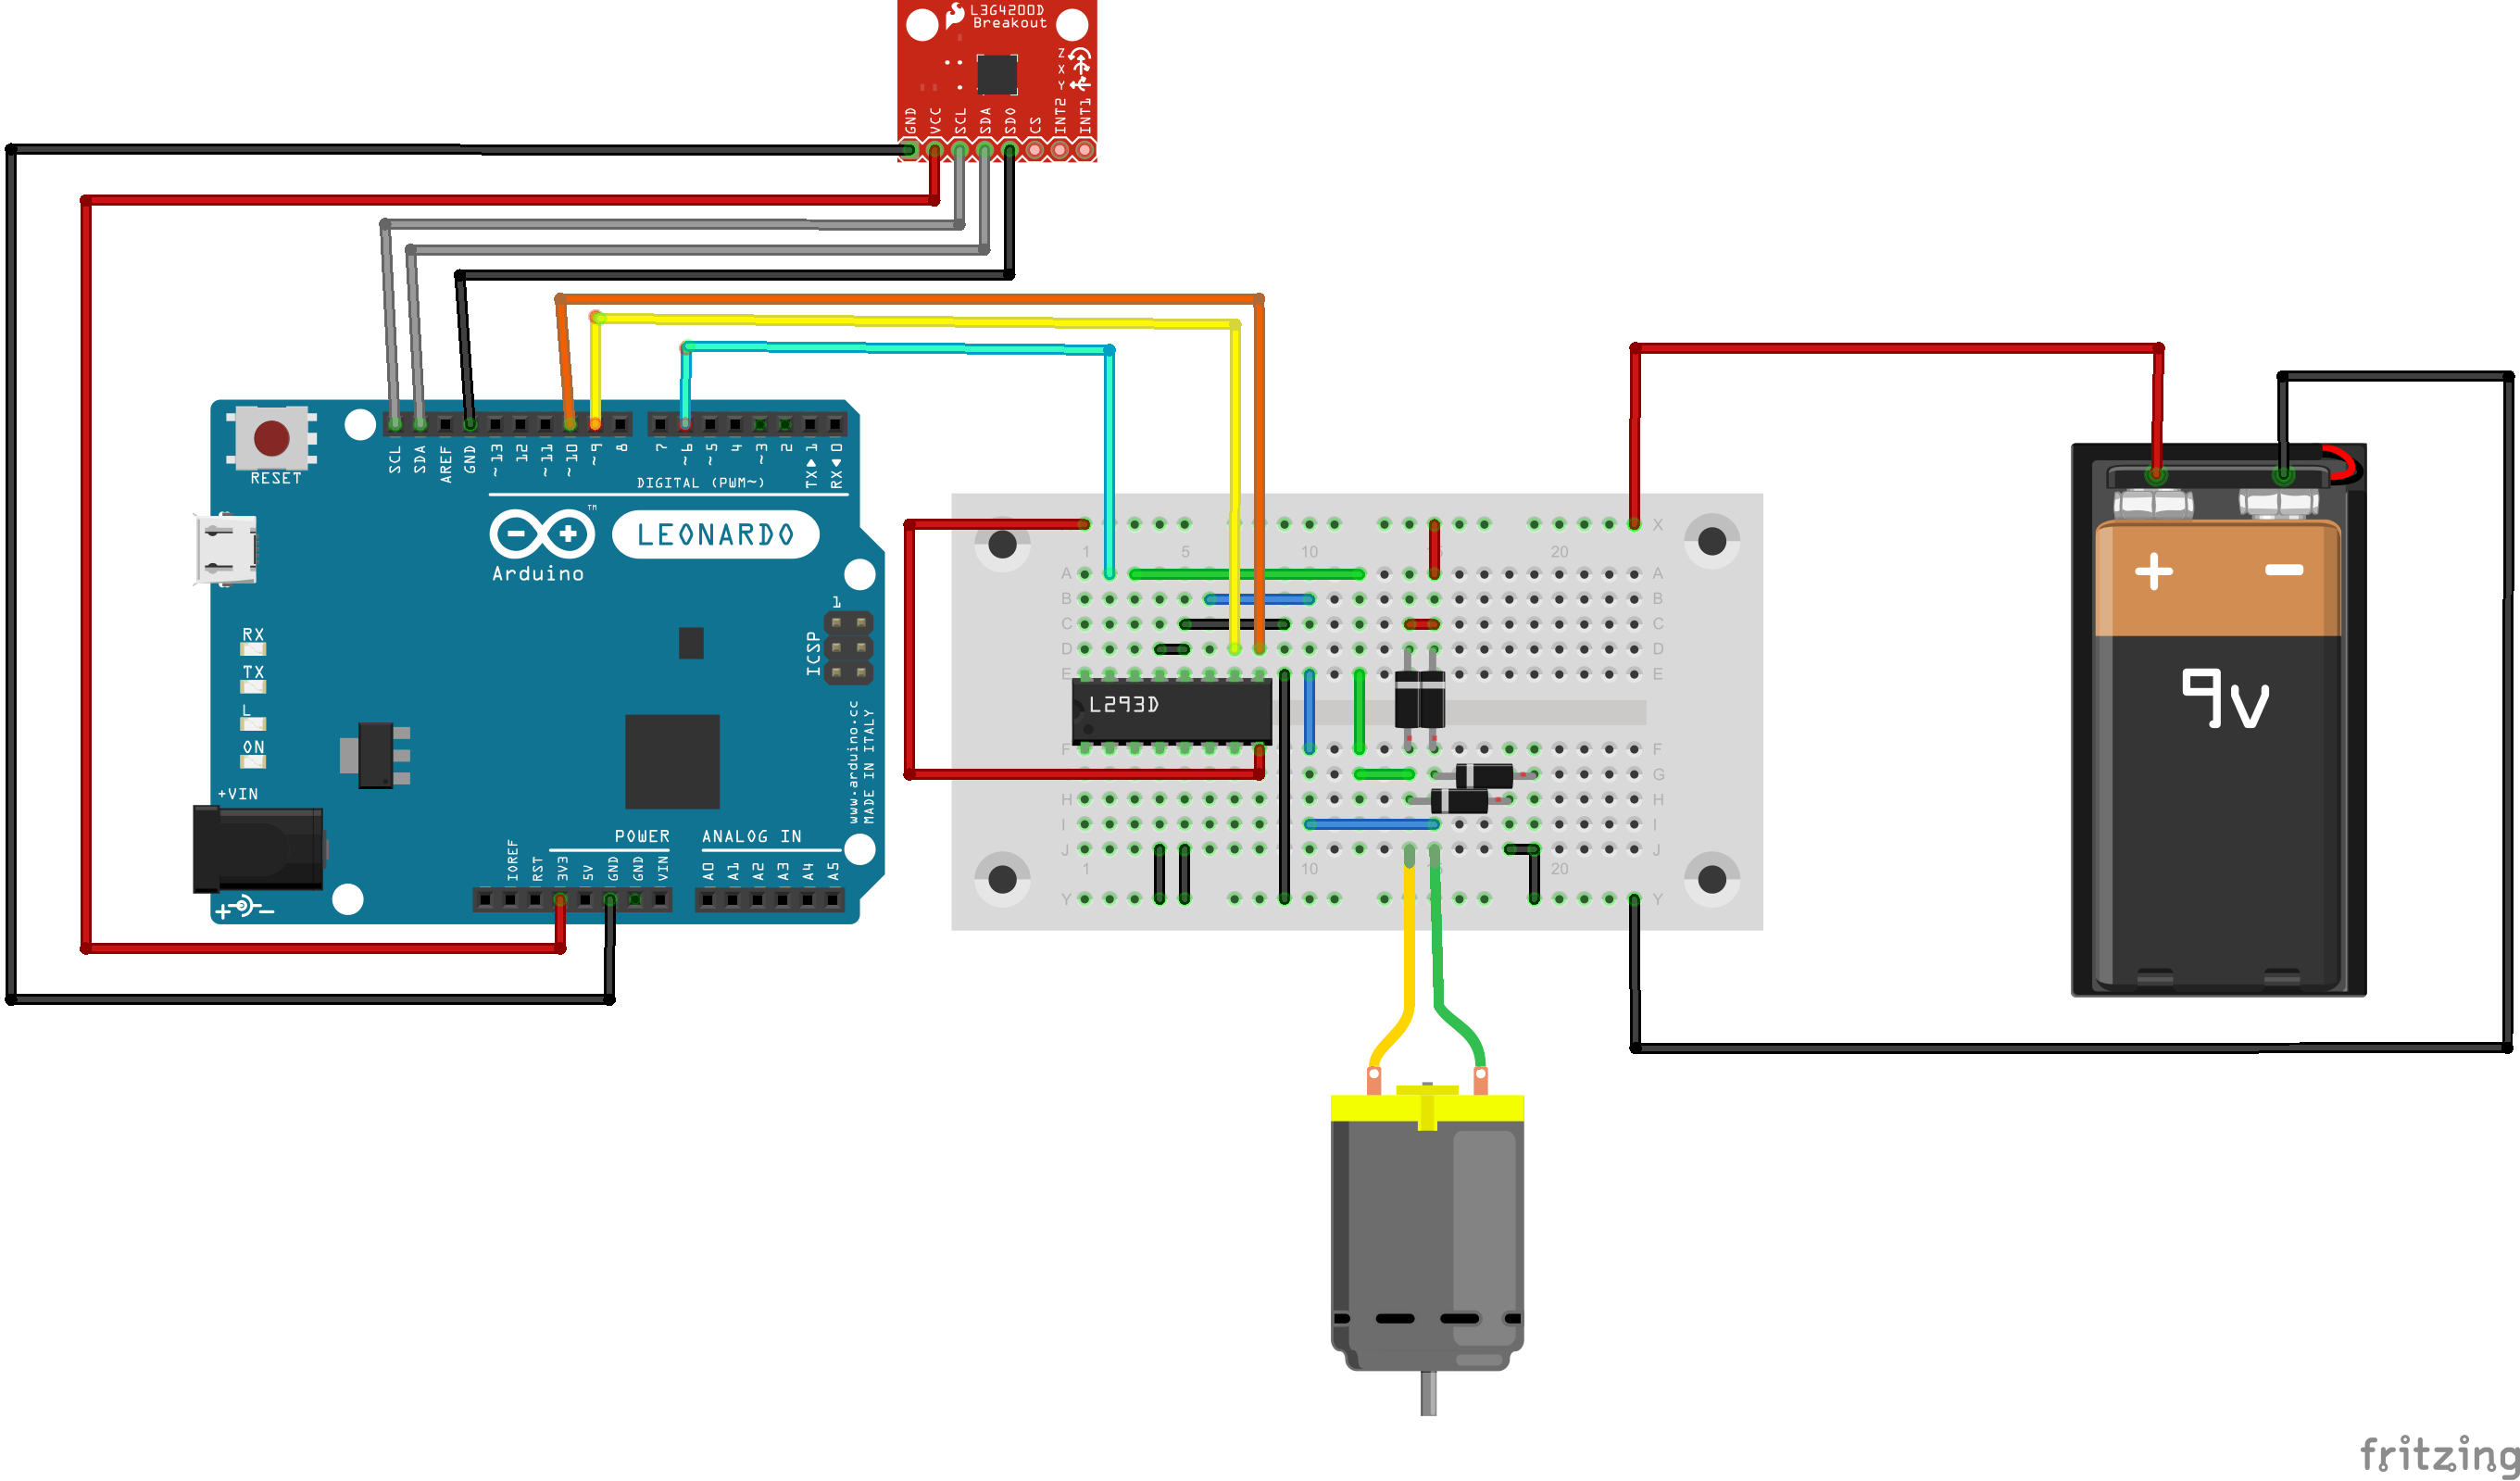 L3G4200D
Breakout
Z
X
Y
GND
VCC
SCL
SDA
SDO
CS
INT2
INT1
RESET
SCL
SDA
AREF
GND
~13
12
~11
~10
~9
8
7
~6
~5
4
~3
2
TX▶1
RX◀0
DIGITAL (PWM~)
TM
LEONARDO
Arduino
1
ICSP
RX
TX
L
ON
www.arduino.cc
MADE IN ITALY
+VIN
POWER
ANALOG IN
IOREF
RST
3V3
5V
GND
GND
VIN
A0
A1
A2
A3
A4
A5
+ −
X
1 5 10 15 20
A A
B B
C C
D D
E E
L293D
F F
G
H H
I I
J J
1 10 15 20
Y Y
+ −
9v
fritzing